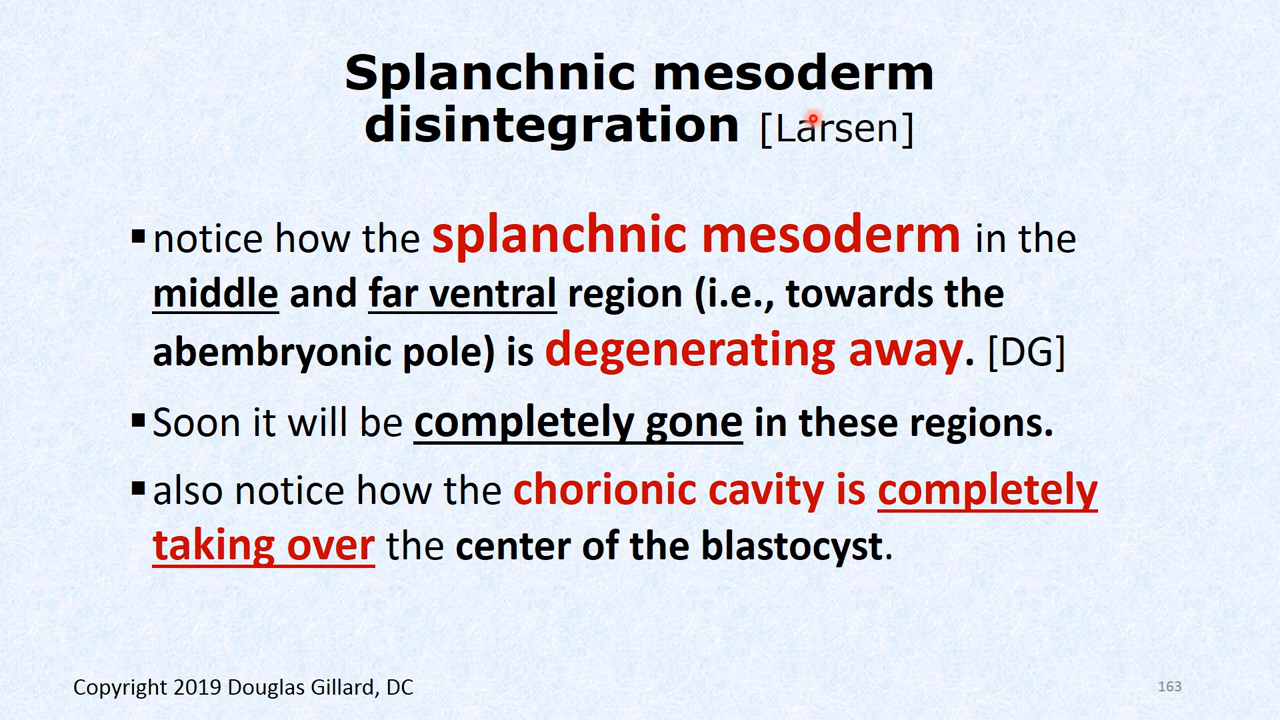 Splanchnic mesoderm
disintegration [Larsen]
▪notice how the splanchnic mesoderm in the
middle and far ventral region (i.e., towards the
abembryonic pole) is degenerating away. [DG]
▪Soon it will be completely gone in these regions.
▪also notice how the chorionic cavity is completely
taking over the center of the blastocyst.
Copyright 2019 Douglas Gillard, DC
163